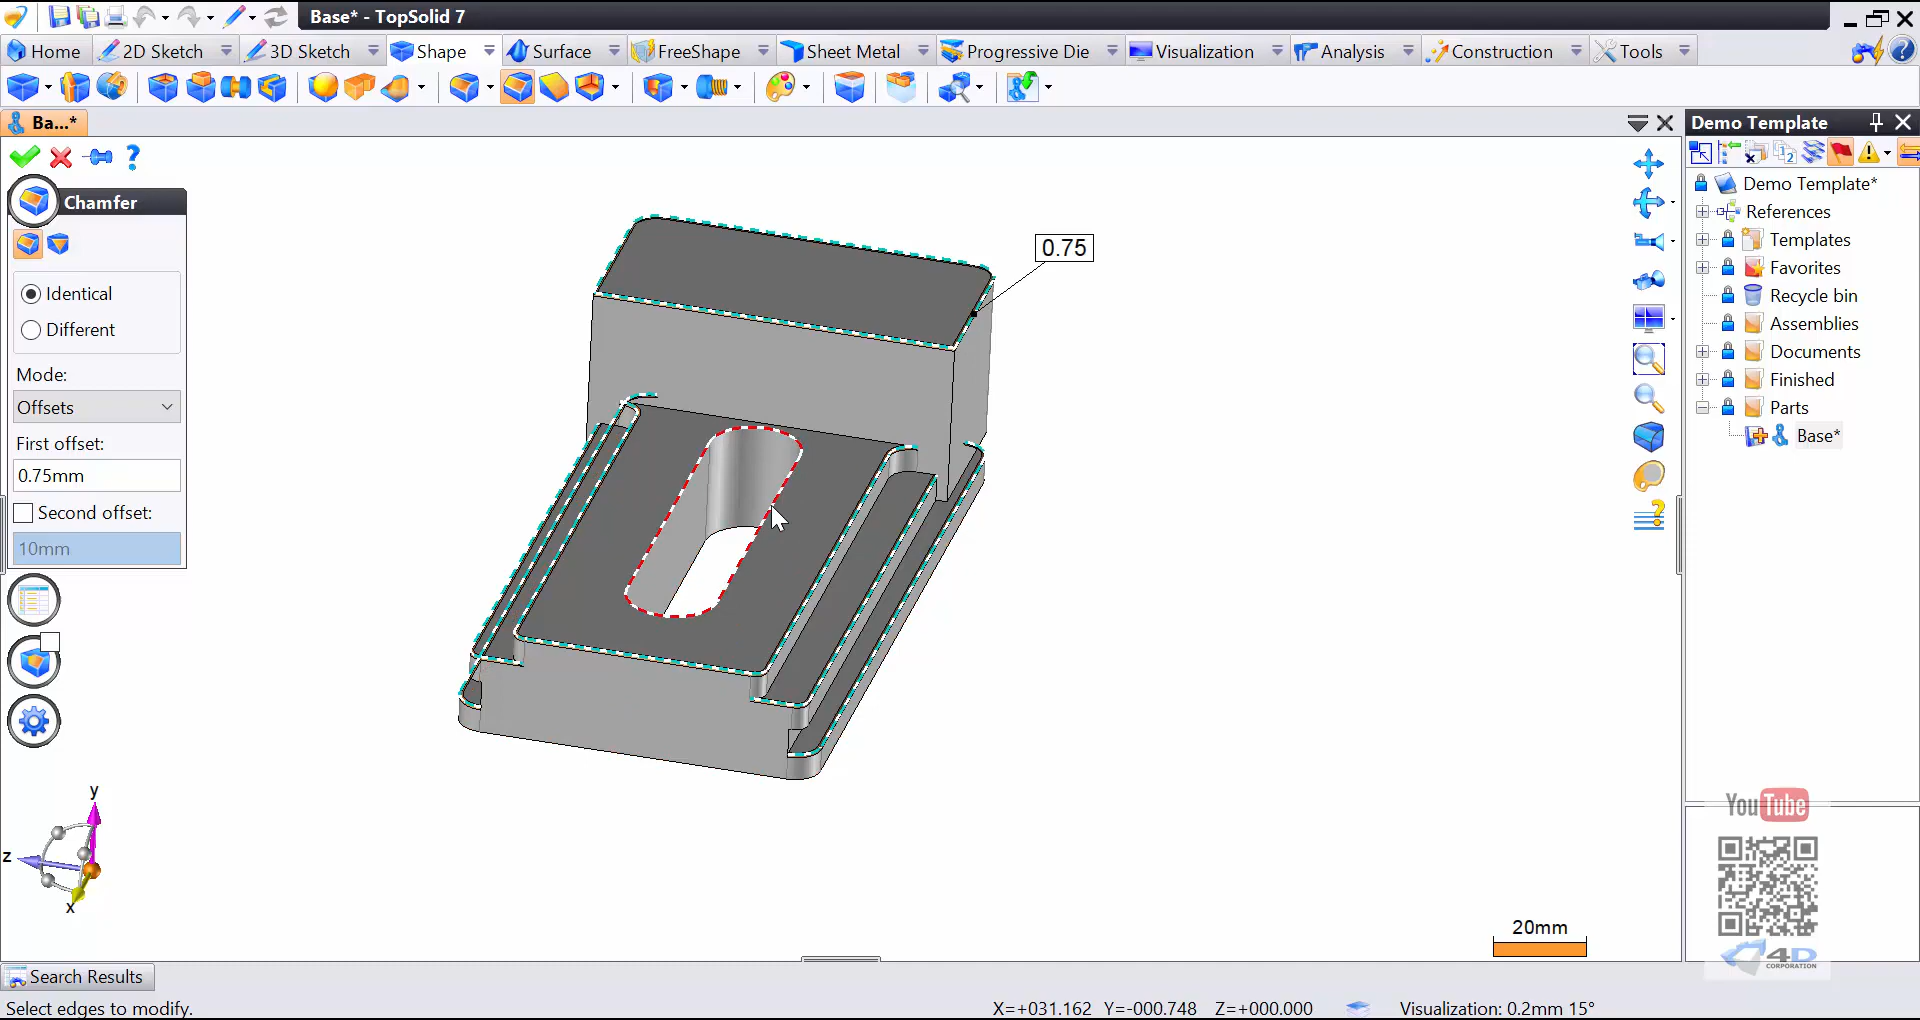 Base* - TopSolid 7
Home
2D Sketch
3D Sketch
Shape
Surface
FreeShape
Sheet Metal
Progressive Die
Visualization
Analysis
Construction
Tools
Ba...*
Demo Template
Chamfer
Identical
Different
Mode:
Offsets
First offset:
0.75mm
Second offset:
10mm
0.75
Demo Template*
References
Templates
Favorites
Recycle bin
Assemblies
Documents
Finished
Parts
Base*
y
z
x
20mm
YouTube
4D
CORPORATION
Search Results
Select edges to modify.
X=+031.162 Y=-000.748 Z=+000.000
Visualization: 0.2mm 15°